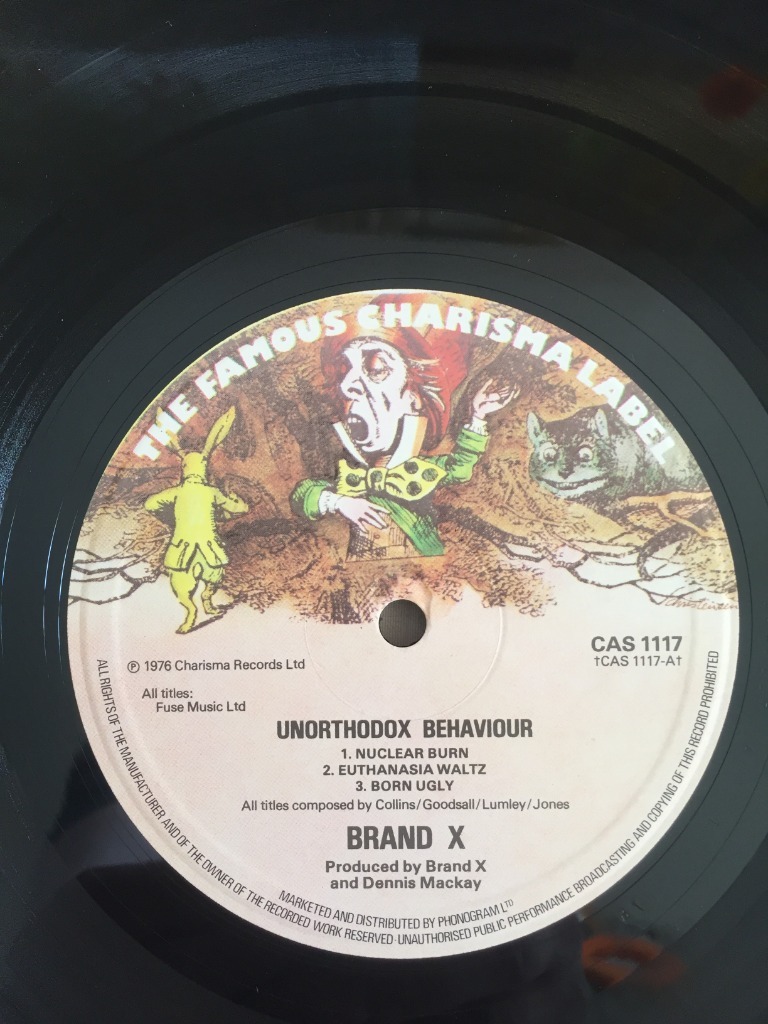 THE FAMOUS CHARISMA LABEL
CAS 1117
†CAS 1117-A†
℗ 1976 Charisma Records Ltd
All titles:
Fuse Music Ltd
UNORTHODOX BEHAVIOUR
1. NUCLEAR BURN
2. EUTHANASIA WALTZ
3. BORN UGLY
All titles composed by Collins/Goodsall/Lumley/Jones
BRAND X
Produced by Brand X
and Dennis Mackay
MARKETED AND DISTRIBUTED BY PHONOGRAM LTD
ALL RIGHTS OF THE MANUFACTURER AND OF THE OWNER OF THE RECORDED WORK RESERVED·UNAUTHORISED PUBLIC PERFORMANCE BROADCASTING AND COPYING OF THIS RECORD PROHIBITED